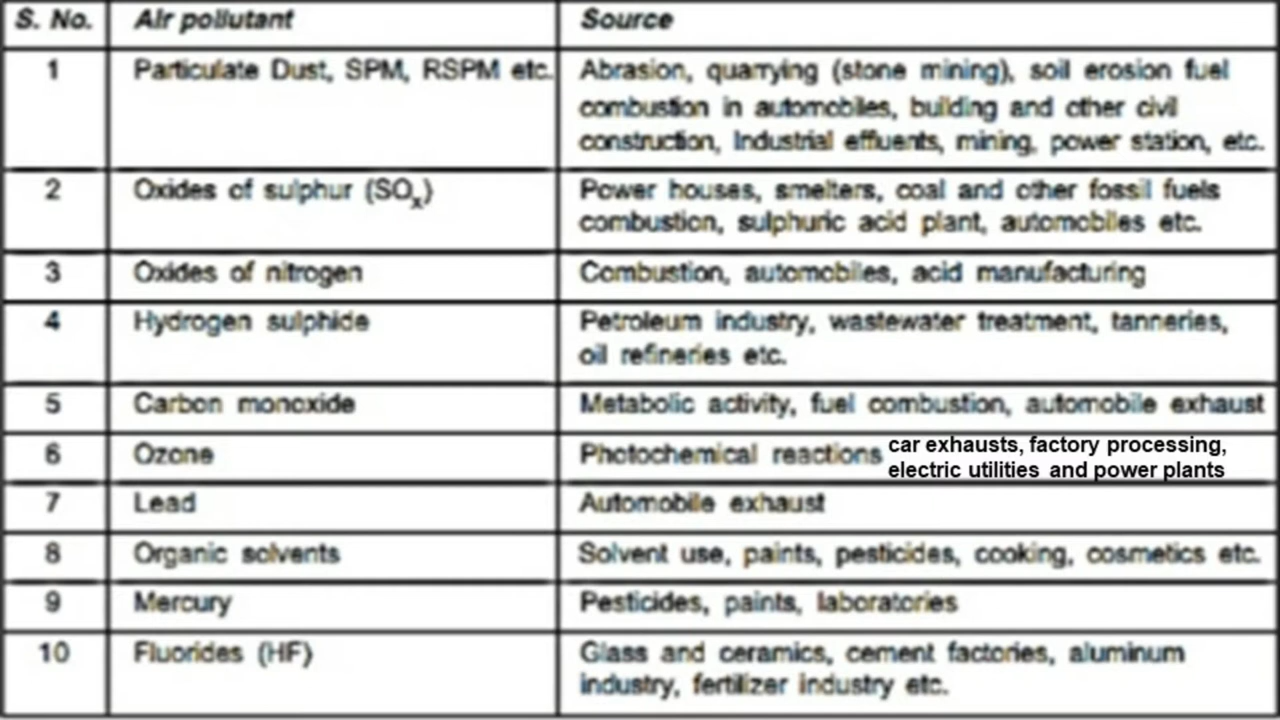 S. No. Air pollutant Source
1 Particulate Dust, SPM, RSPM etc. Abrasion, quarrying (stone mining), soil erosion fuel
combustion in automobiles, building and other civil
construction, Industrial effluents, mining, power station, etc.
2 Oxides of sulphur (SOx) Power houses, smelters, coal and other fossil fuels
combustion, sulphuric acid plant, automobiles etc.
3 Oxides of nitrogen Combustion, automobiles, acid manufacturing
4 Hydrogen sulphide Petroleum industry, wastewater treatment, tanneries,
oil refineries etc.
5 Carbon monoxide Metabolic activity, fuel combustion, automobile exhaust
6 Ozone Photochemical reactions car exhausts, factory processing,
electric utilities and power plants
7 Lead Automobile exhaust
8 Organic solvents Solvent use, paints, pesticides, cooking, cosmetics etc.
9 Mercury Pesticides, paints, laboratories
10 Fluorides (HF) Glass and ceramics, cement factories, aluminum
industry, fertilizer industry etc.